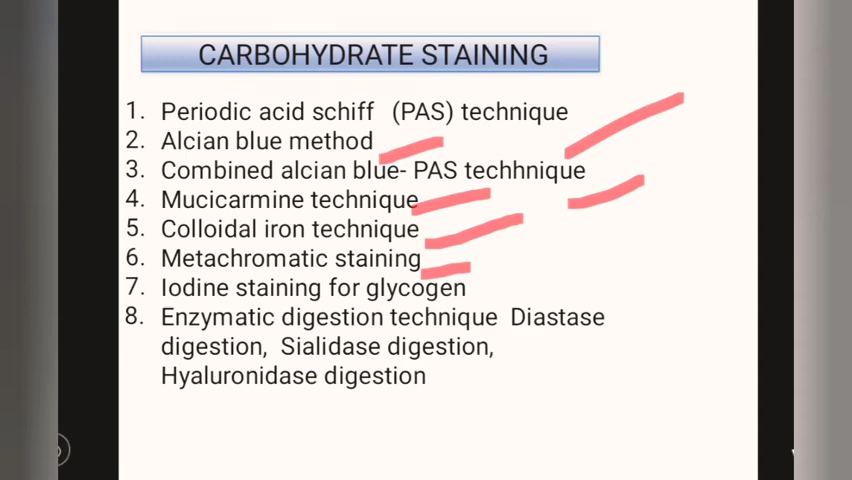 CARBOHYDRATE STAINING
1. Periodic acid schiff (PAS) technique
2. Alcian blue method
3. Combined alcian blue- PAS techhnique
4. Mucicarmine technique
5. Colloidal iron technique
6. Metachromatic staining
7. Iodine staining for glycogen
8. Enzymatic digestion technique Diastase
digestion, Sialidase digestion,
Hyaluronidase digestion